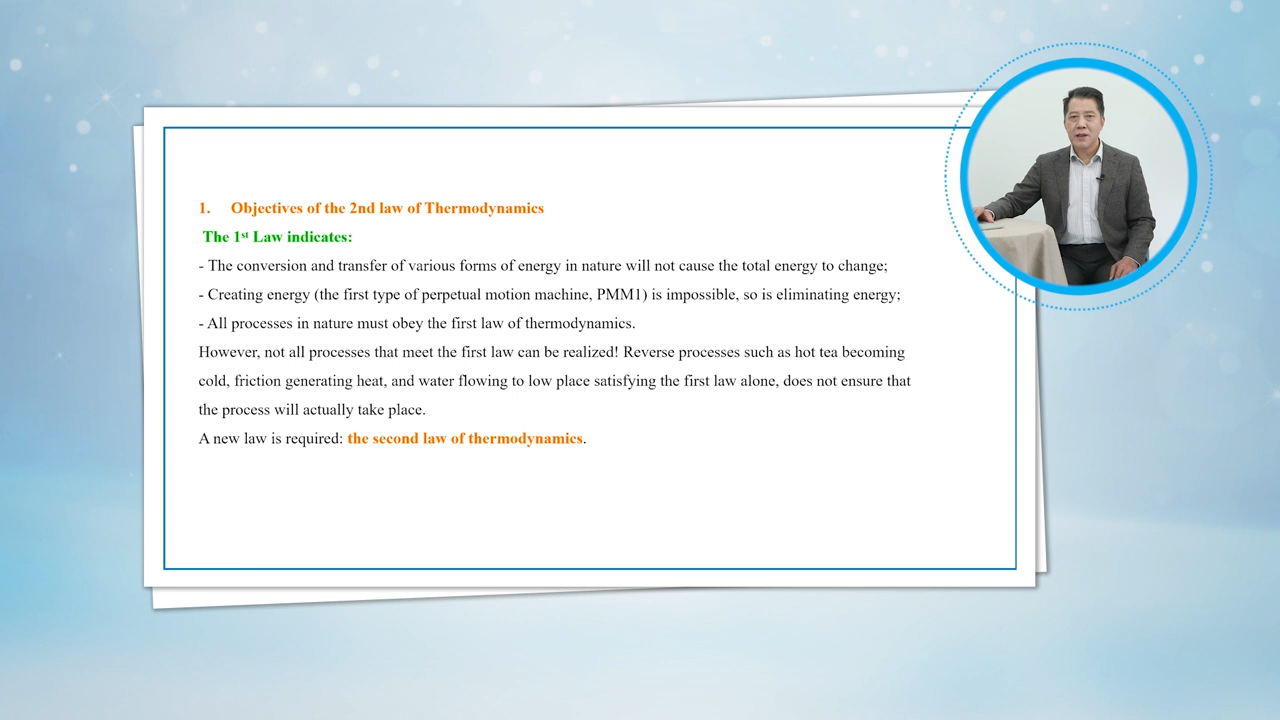 1. Objectives of the 2nd law of Thermodynamics
The 1st Law indicates:
- The conversion and transfer of various forms of energy in nature will not cause the total energy to change;
- Creating energy (the first type of perpetual motion machine, PMM1) is impossible, so is eliminating energy;
- All processes in nature must obey the first law of thermodynamics.
However, not all processes that meet the first law can be realized! Reverse processes such as hot tea becoming
cold, friction generating heat, and water flowing to low place satisfying the first law alone, does not ensure that
the process will actually take place.
A new law is required: the second law of thermodynamics.